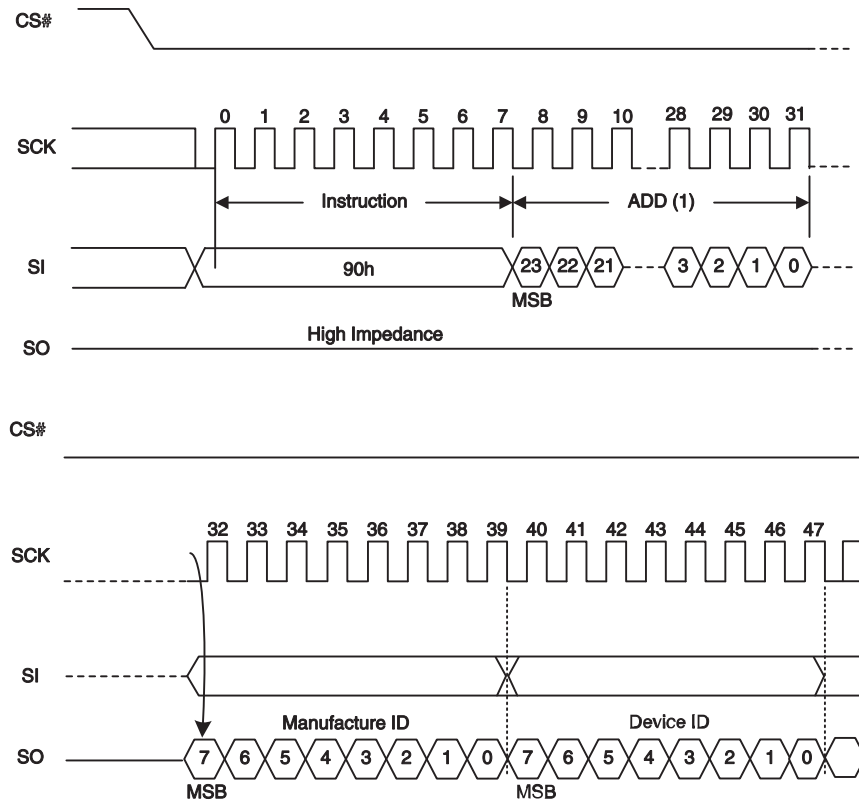 CS#
0 1 2 3 4 5 6 7 8 9 10 28 29 30 31
SCK
Instruction ADD (1)
SI 90h 23 22 21 3 2 1 0
MSB
High Impedance
SO
CS#
32 33 34 35 36 37 38 39 40 41 42 43 44 45 46 47
SCK
SI
Manufacture ID Device ID
SO 7 6 5 4 3 2 1 0 7 6 5 4 3 2 1 0
MSB MSB